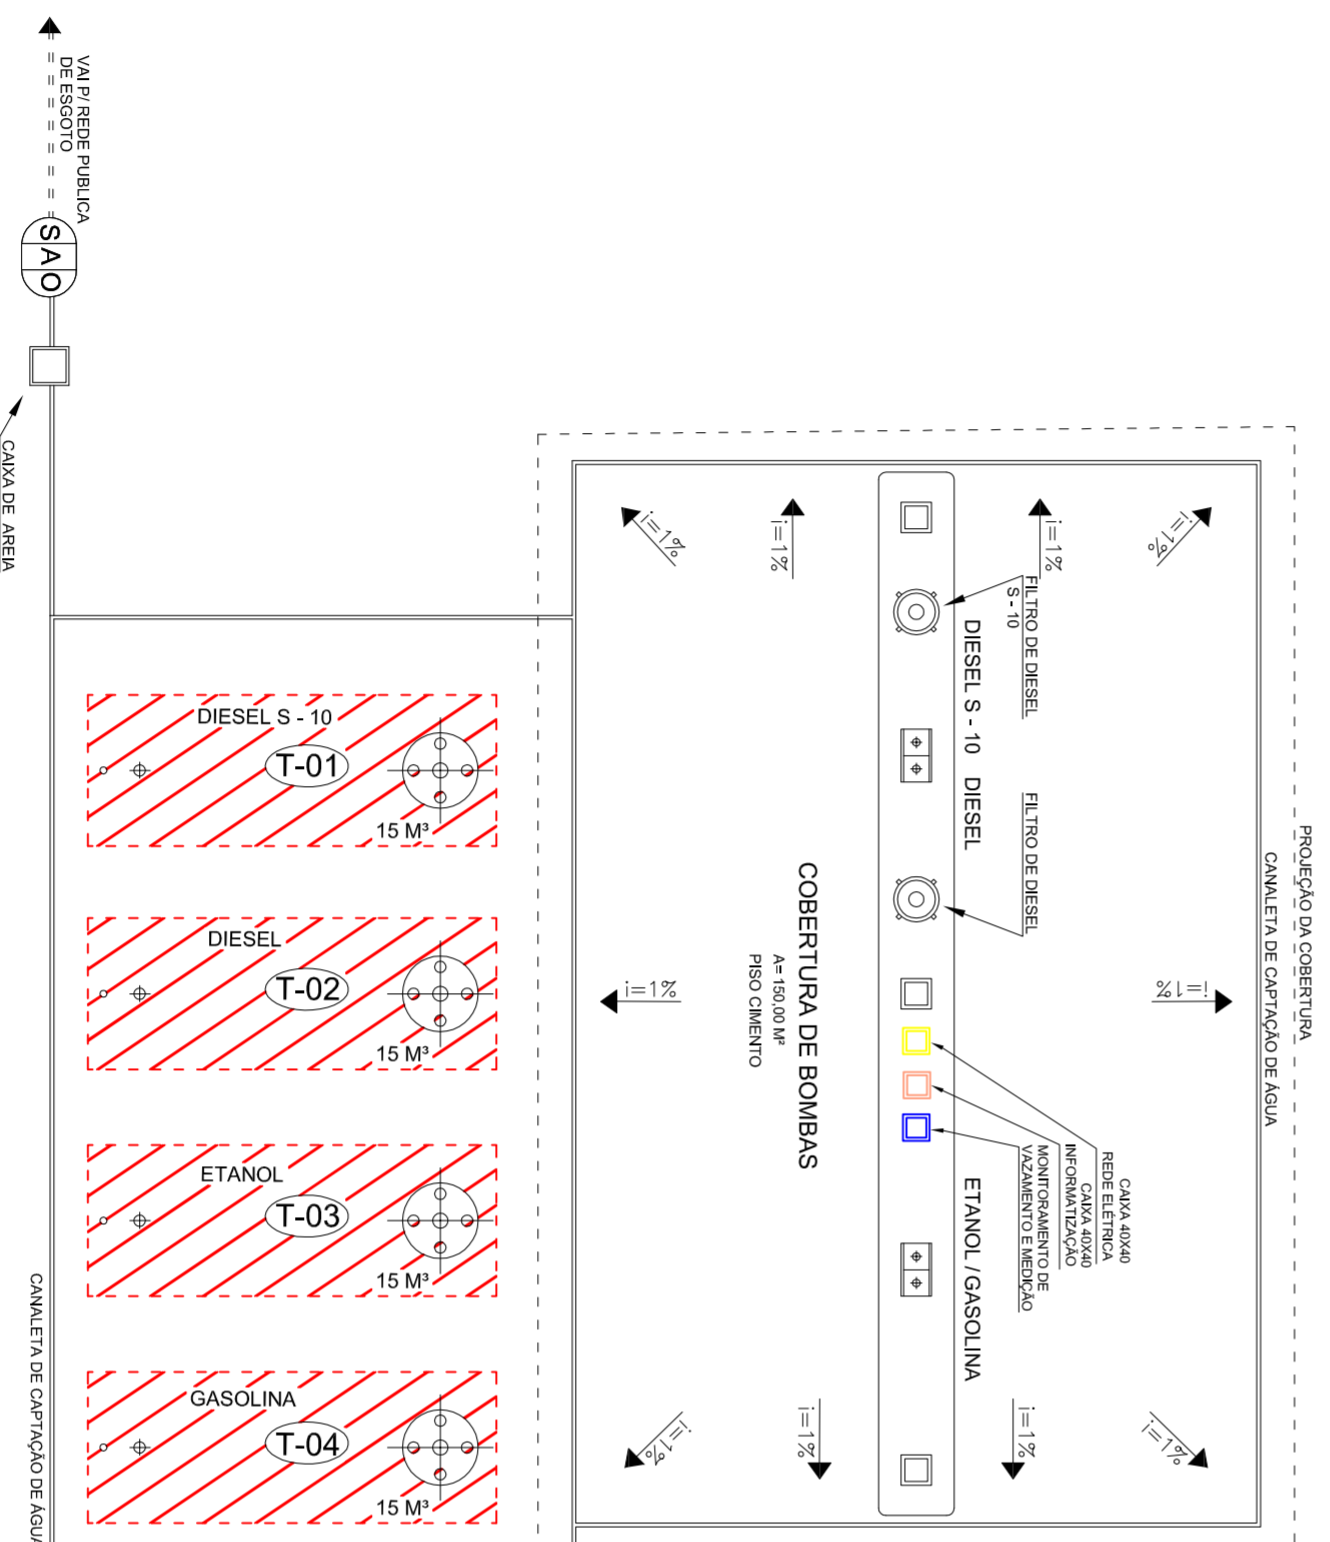 VAI P/ REDE PUBLICA
DE ESGOTO
SAO
CAIXA DE AREIA
DIESEL S - 10
T-01
15 M³
DIESEL
T-02
15 M³
ETANOL
T-03
15 M³
GASOLINA
T-04
15 M³
CANALETA DE CAPTAÇÃO DE ÁGUA
i=1%
i=1%
i=1%
i=1%
FILTRO DE DIESEL
S - 10
DIESEL S - 10 DIESEL
FILTRO DE DIESEL
COBERTURA DE BOMBAS
A= 150,00 M²
PISO CIMENTO
i=1%
i=1%
PROJEÇÃO DA COBERTURA
CANALETA DE CAPTAÇÃO DE ÁGUA
CAIXA 40X40
REDE ELÉTRICA
CAIXA 40X40
INFORMATIZAÇÃO
MONITORAMENTO DE
VAZAMENTO E MEDIÇÃO
ETANOL / GASOLINA
i=1%
i=1%
i=1%
i=1%